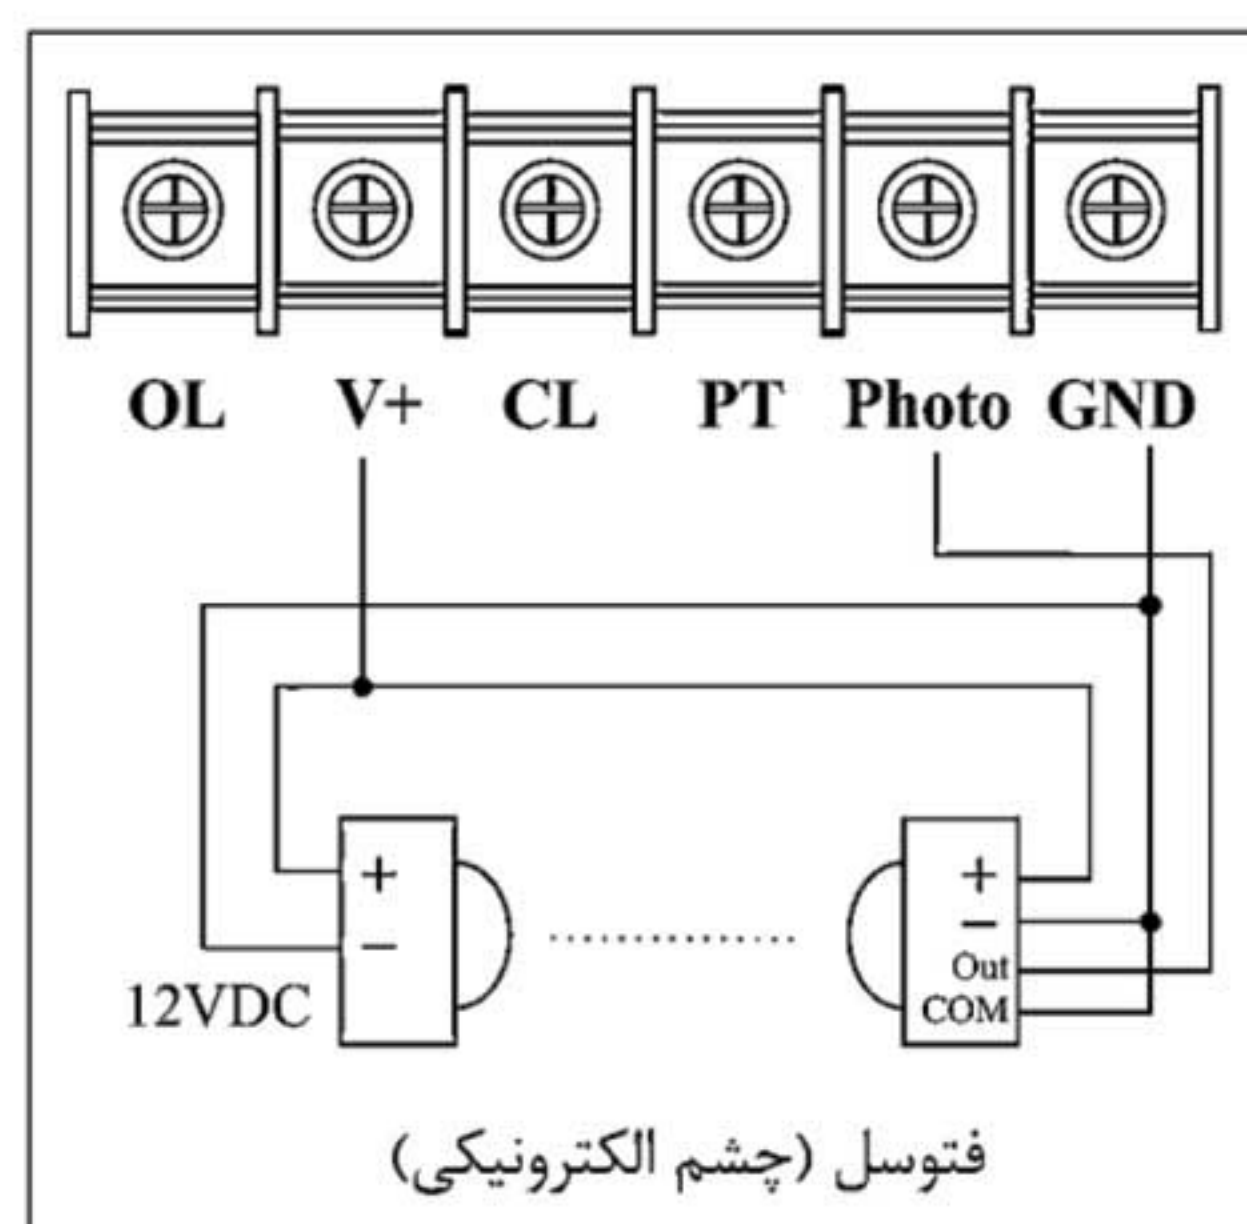 OL V+ CL PT Photo GND
+ +
− −
Out
12VDC COM
فتوسل (چشم الکترونیکی)